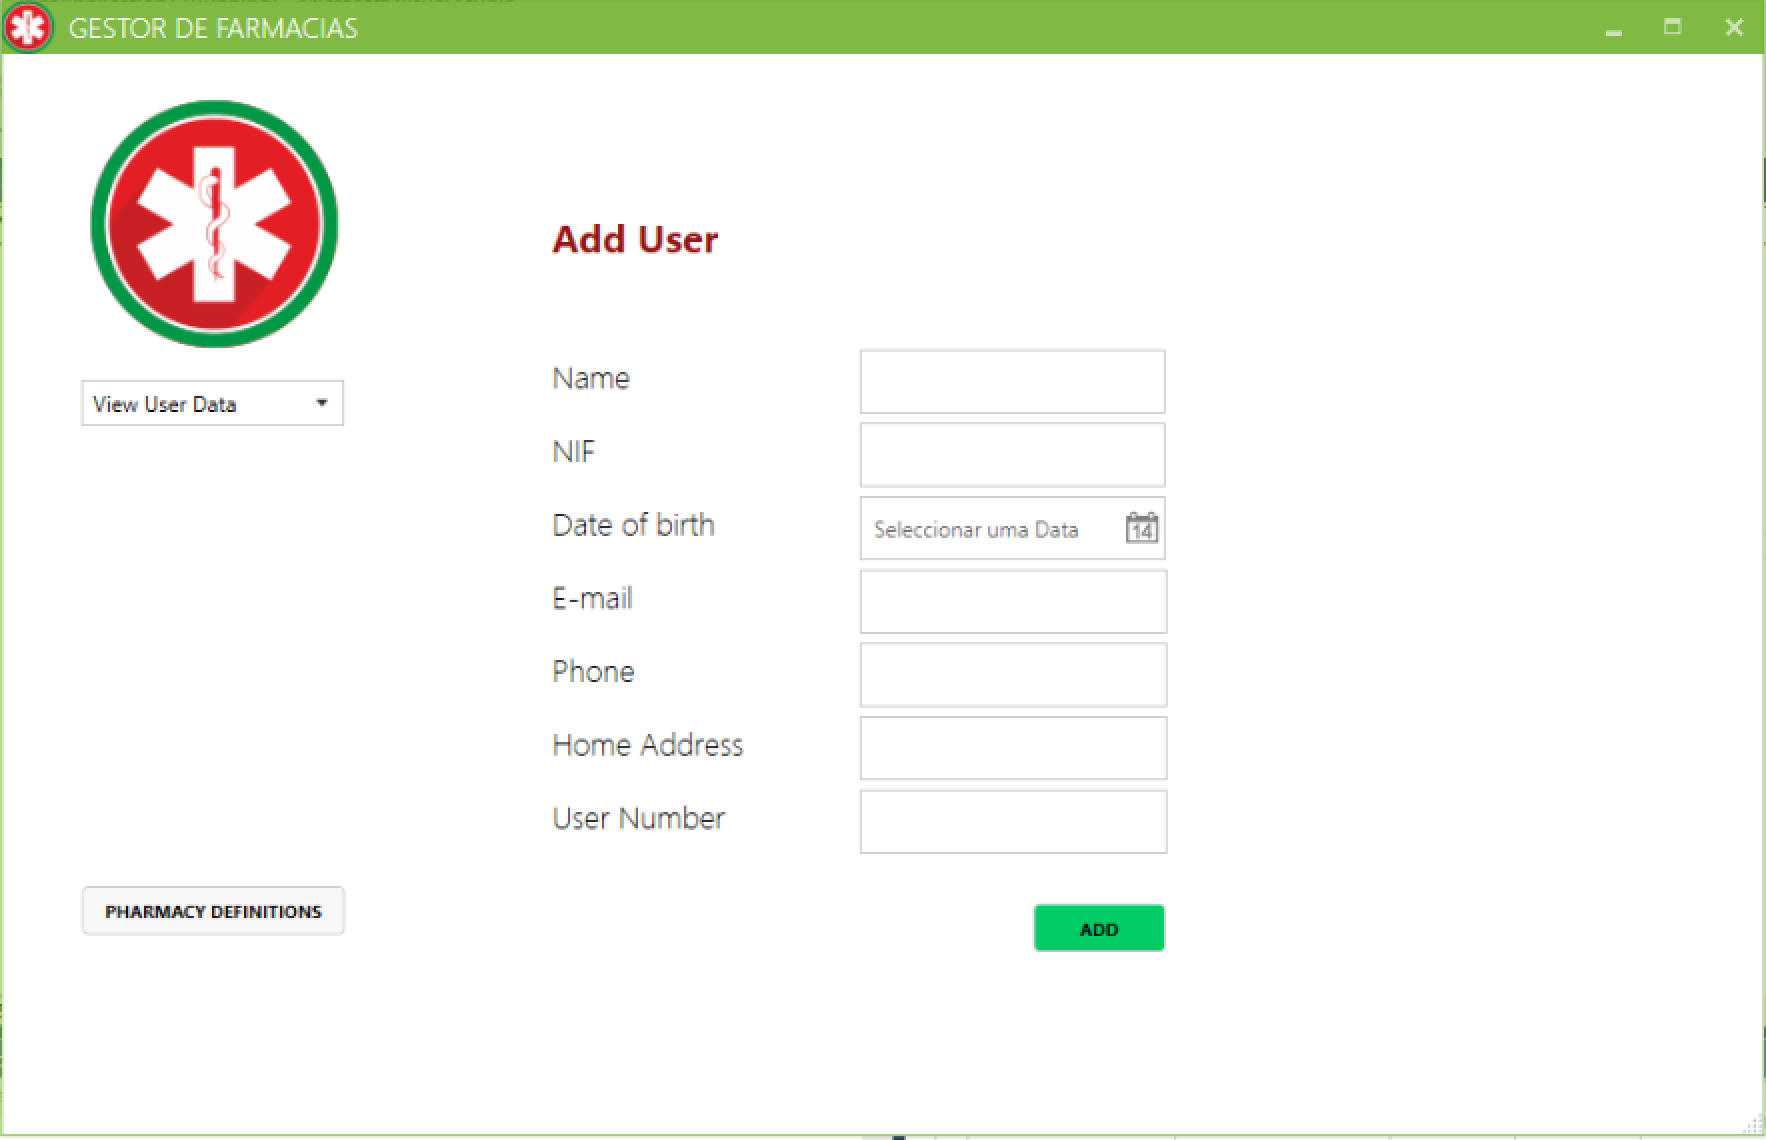 GESTOR DE FARMACIAS
View User Data
PHARMACY DEFINITIONS
Add User
Name
NIF
Date of birth
Seleccionar uma Data
14
E-mail
Phone
Home Address
User Number
ADD